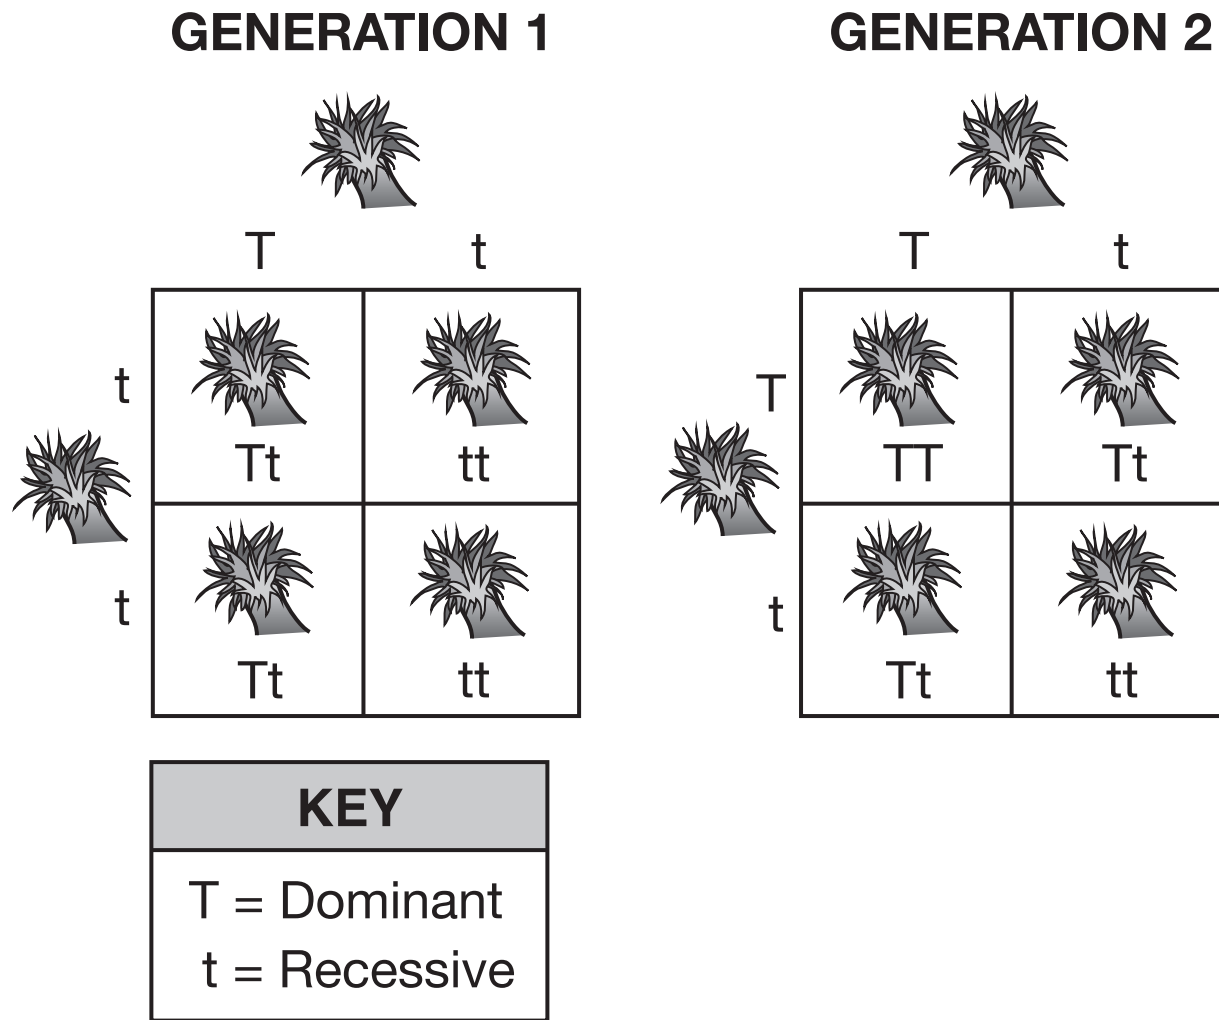 GENERATION 1
T t
t
Tt tt
t
Tt tt
GENERATION 2
T t
T
TT Tt
t
Tt tt
KEY
T = Dominant
t = Recessive